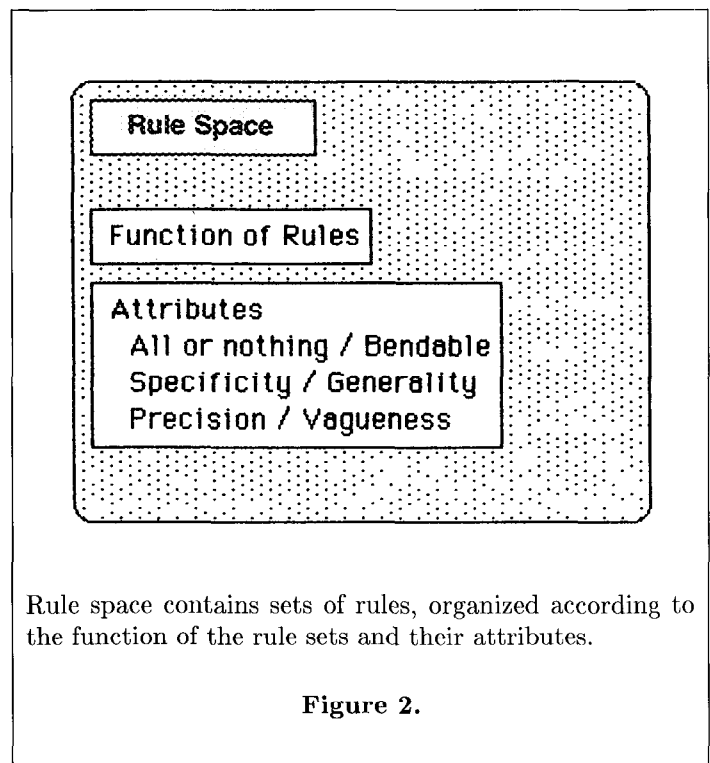 Rule Space
Function of Rules
Attributes
All or nothing / Bendable
Specificity / Generality
Precision / Vagueness
Rule space contains sets of rules, organized according to
the function of the rule sets and their attributes.
Figure 2.